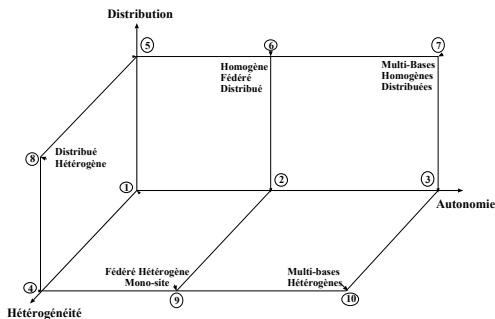 Distribution
5
6
7
Homogène
Fédéré
Distribué
Multi-Bases
Homogènes
Distribuées
8
Distribué
Hétérogène
1
2
3
Autonomie
Fédéré Hétérogène
Mono-site
Multi-bases
Hétérogènes
4
9
10
Hétérogénéité